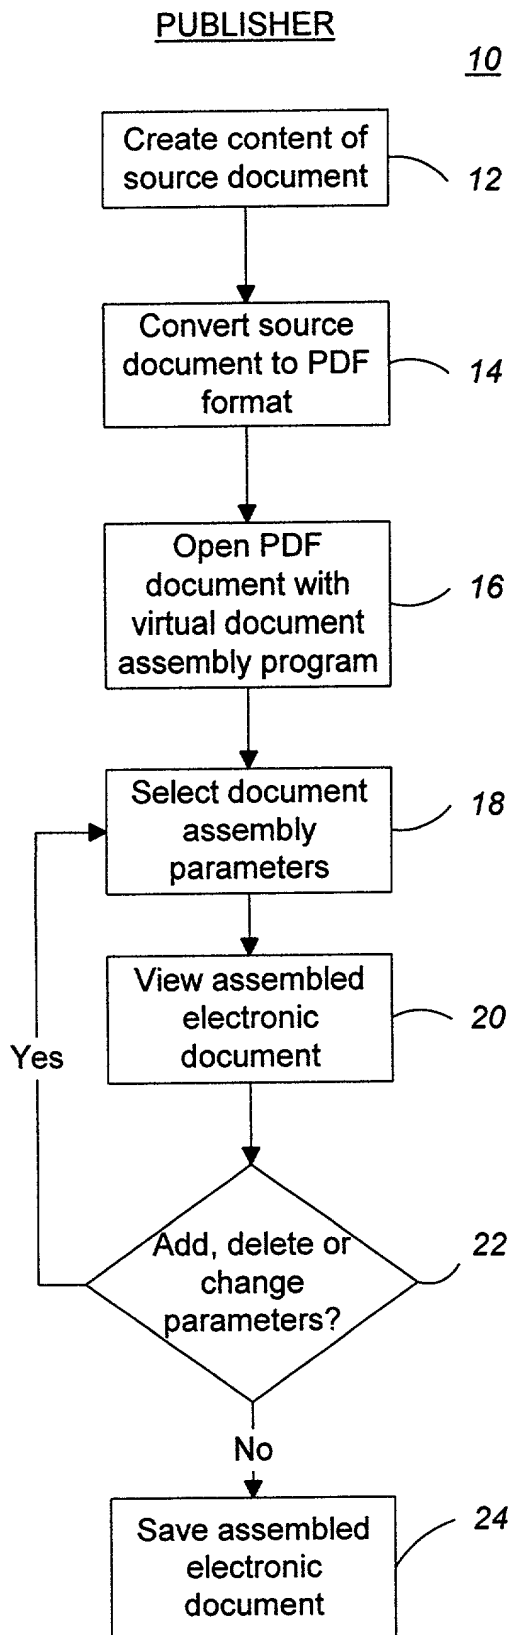 PUBLISHER
10
Create content of
source document
12
Convert source
document to PDF
format
14
Open PDF
document with
virtual document
assembly program
16
Select document
assembly
parameters
18
View assembled
electronic
document
20
Yes
Add, delete or
change
parameters?
22
No
Save assembled
electronic
document
24